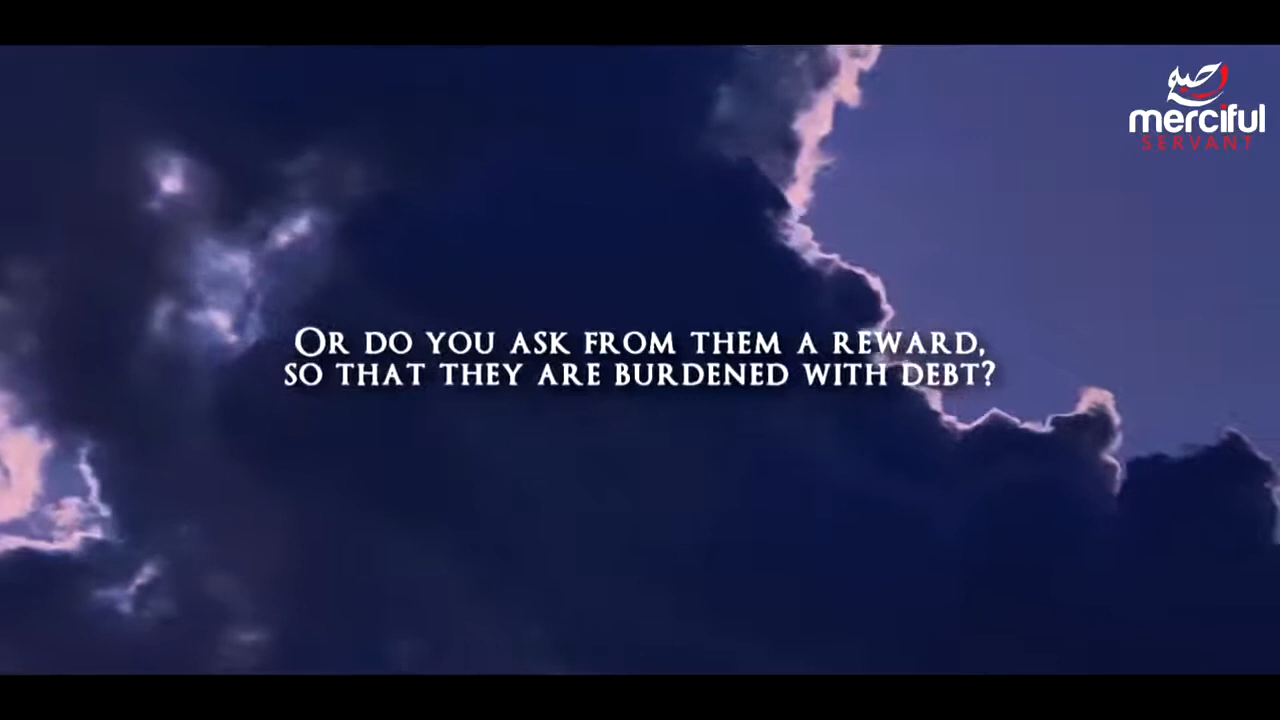 merciful
SERVANT
Or do you ask from them a reward,
so that they are burdened with debt?